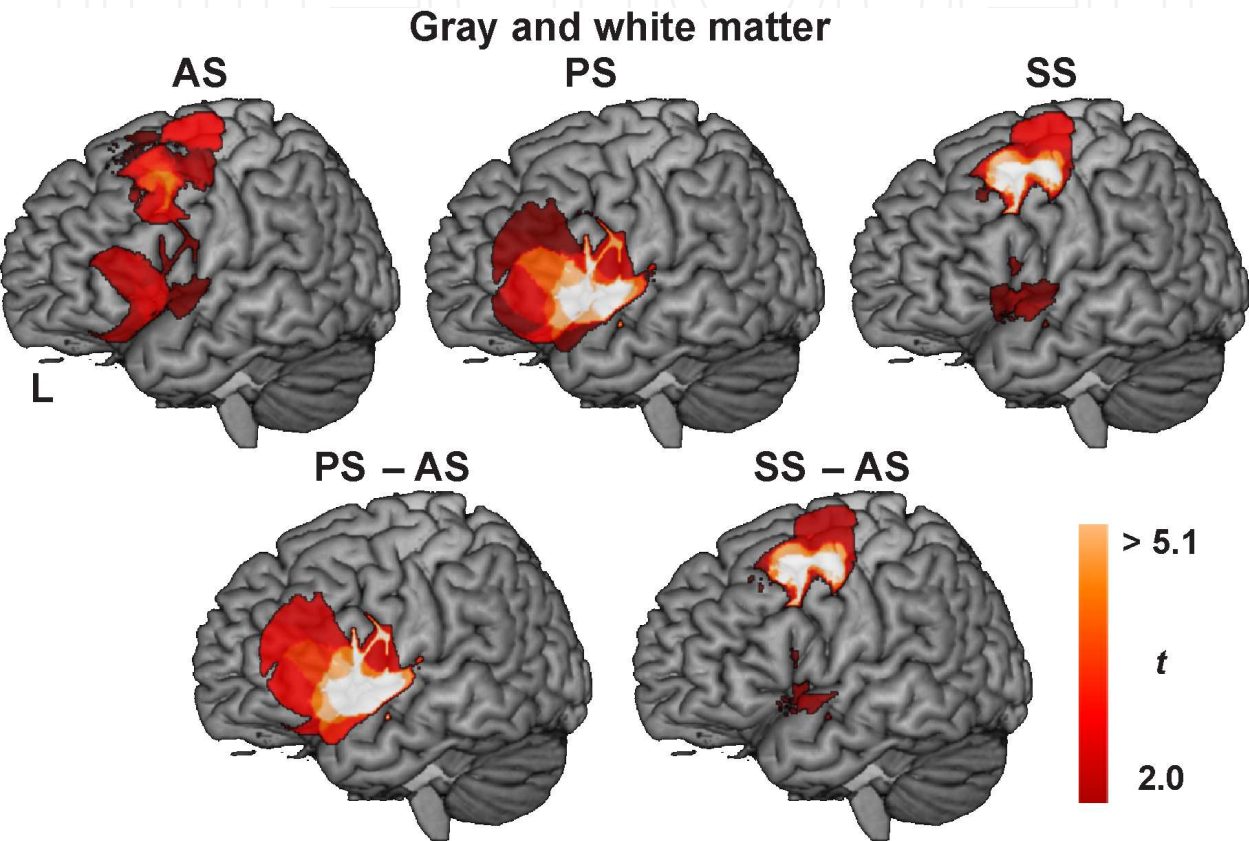 Gray and white matter
AS
PS
SS
L
PS – AS
SS – AS
> 5.1
t
2.0